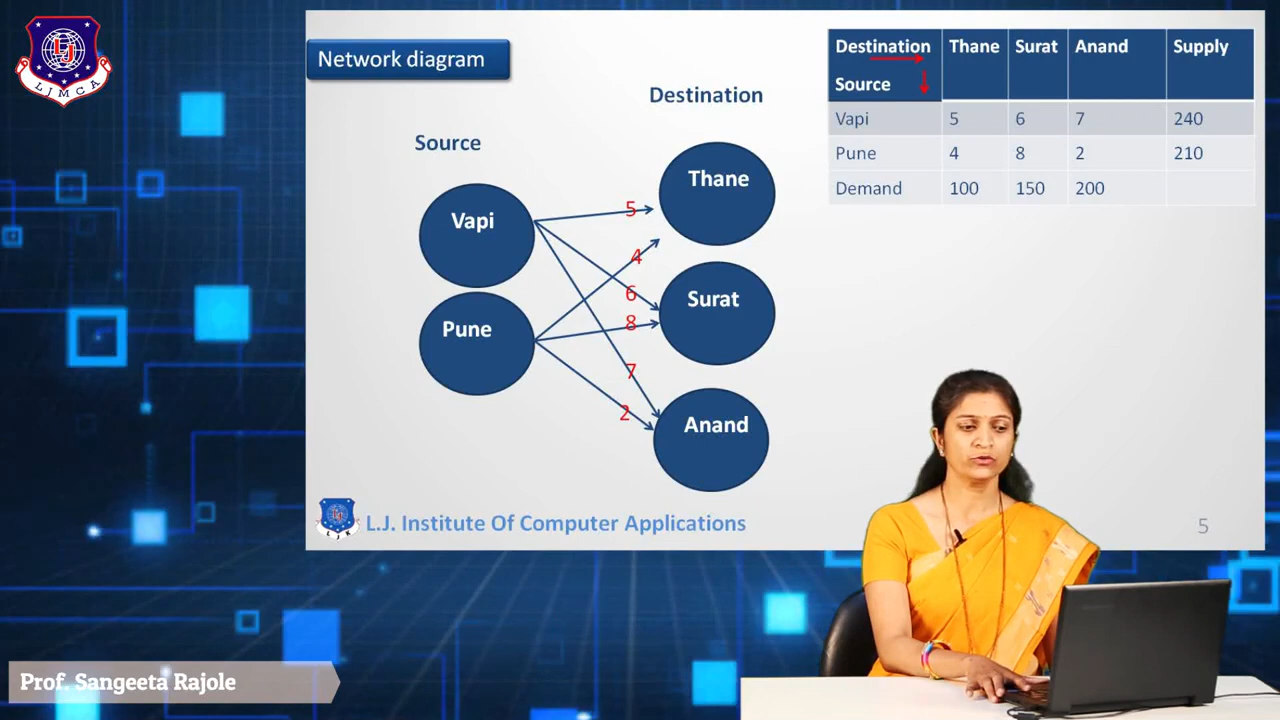 LJ
LJMCA
Network diagram
Source
Destination
Vapi
Pune
Thane
Surat
Anand
5
4
6
8
7
2
Destination Thane Surat Anand Supply
Source
Vapi 5 6 7 240
Pune 4 8 2 210
Demand 100 150 200
L.J. Institute Of Computer Applications
5
Prof. Sangeeta Rajole